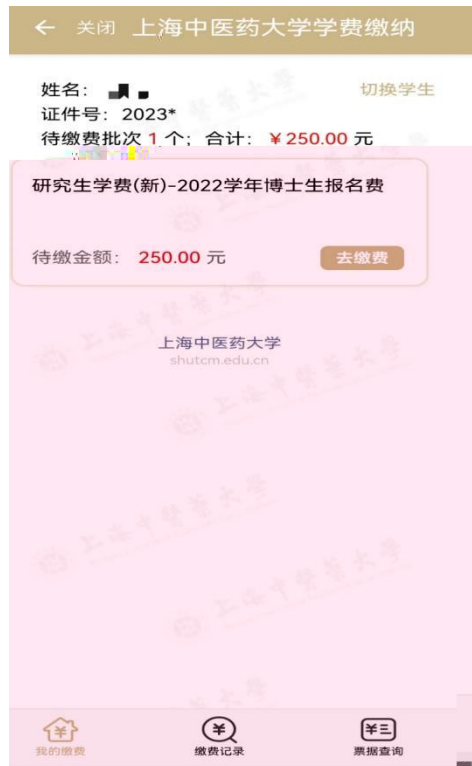 关闭 上海中医药大学学费缴纳
姓名： 切换学生
证件号：2023*
待缴费批次 1 个；合计：￥250.00 元
研究生学费(新)-2022学年博士生报名费
待缴金额： 250.00 元 去缴费
上海中医药大学
shutcm.edu.cn
我的缴费 缴费记录 票据查询